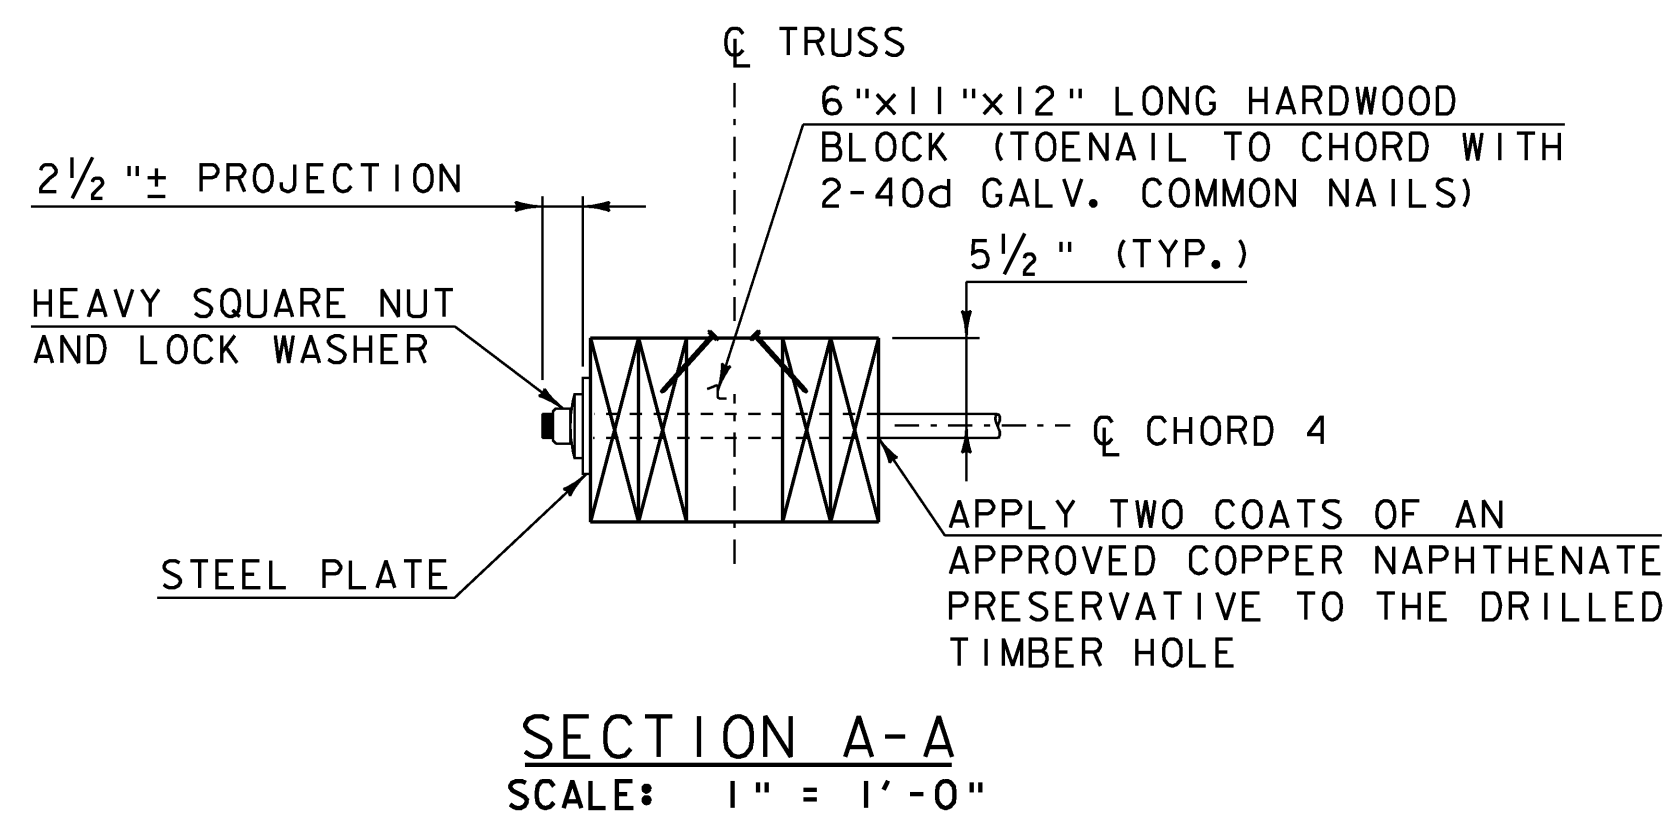 ℄ TRUSS
6"x11"x12" LONG HARDWOOD
BLOCK (TOENAIL TO CHORD WITH
2-40d GALV. COMMON NAILS)
2½"± PROJECTION
5½" (TYP.)
HEAVY SQUARE NUT
AND LOCK WASHER
℄ CHORD 4
APPLY TWO COATS OF AN
APPROVED COPPER NAPHTHENATE
PRESERVATIVE TO THE DRILLED
TIMBER HOLE
STEEL PLATE
SECTION A-A
SCALE: 1" = 1'-0"